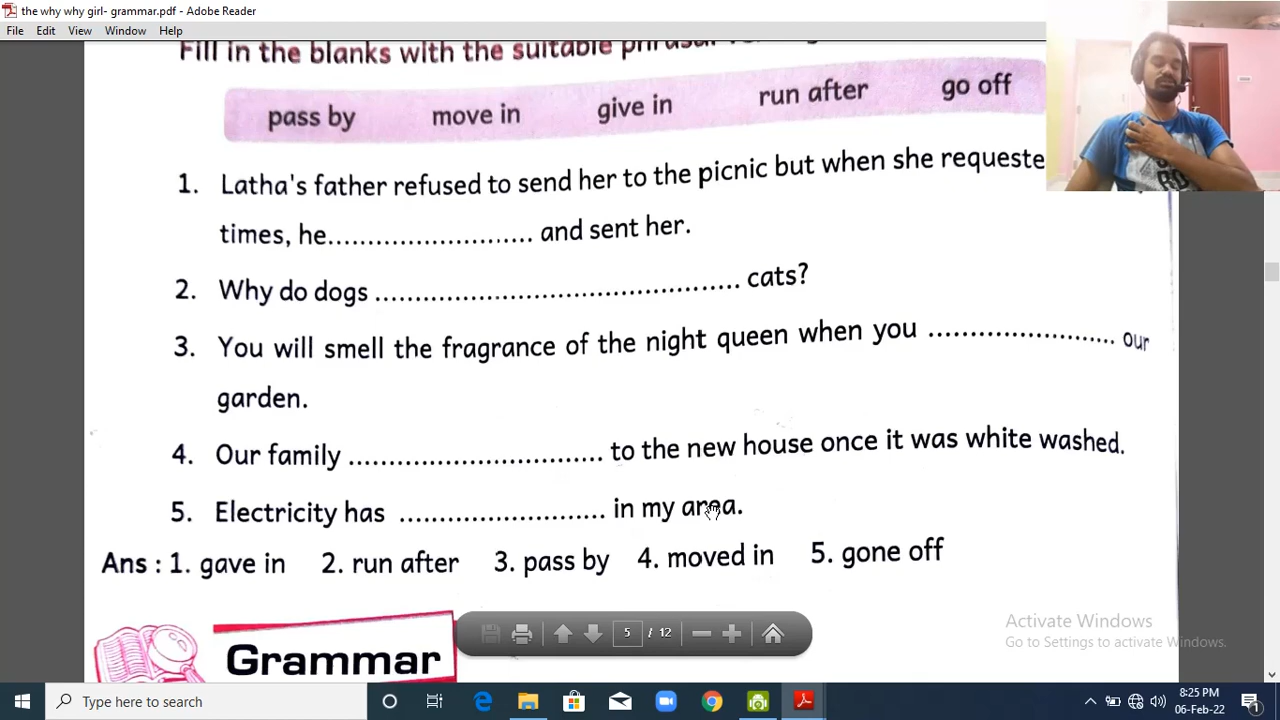 the why why girl- grammar.pdf - Adobe Reader
File Edit View Window Help
Fill in the blanks with the suitable phrasal
pass by move in give in run after go off
1. Latha's father refused to send her to the picnic but when she requeste
times, he.......................... and sent her.
2. Why do dogs .............................................. cats?
3. You will smell the fragrance of the night queen when you ........................ our
garden.
4. Our family ................................ to the new house once it was white washed.
5. Electricity has .......................... in my area.
Ans : 1. gave in 2. run after 3. pass by 4. moved in 5. gone off
5 / 12
Grammar
Activate Windows
Go to Settings to activate Windows.
Type here to search
8:25 PM
06-Feb-22